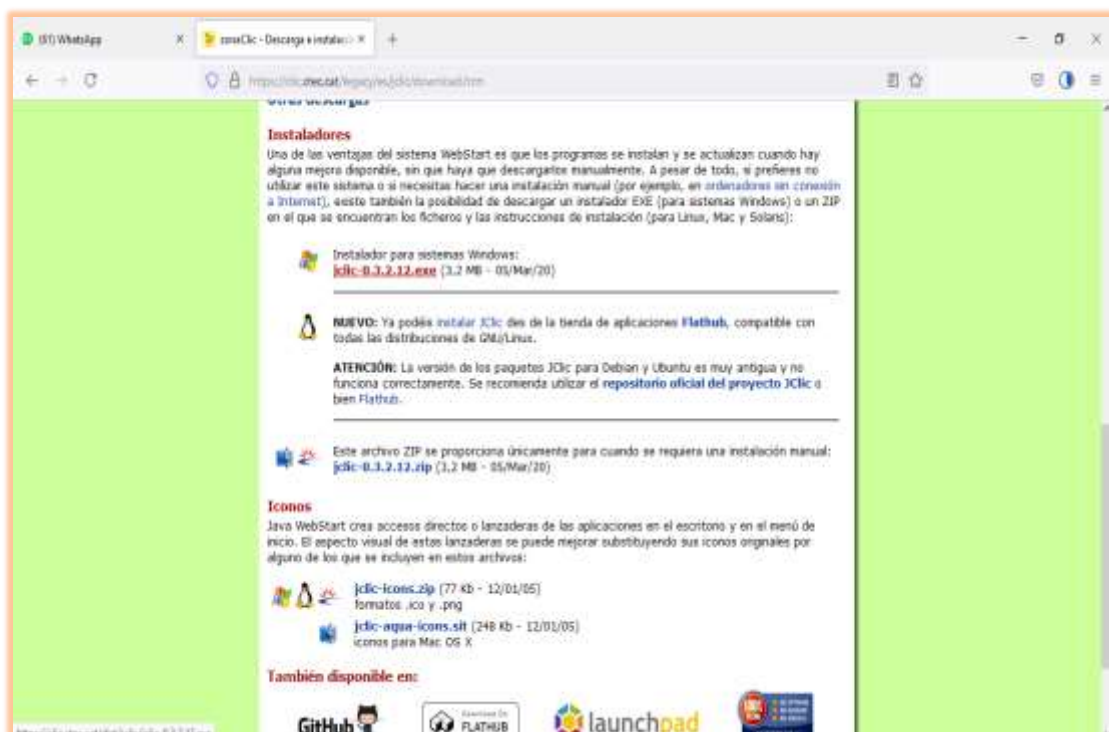 WhatsApp
zonaClic - Descarga e instalaci
Otras descargas
Instaladores
Una de las ventajas del sistema WebStart es que los programas se instalan y se actualizan cuando hay
alguna mejora disponible, sin que haya que descargarlos manualmente. A pesar de todo, si prefieres no
utilizar este sistema o si necesitas hacer una instalación manual (por ejemplo, en ordenadores sin conexión
a Internet), existe también la posibilidad de descargar un instalador EXE (para sistemas Windows) o un ZIP
en el que se encuentran los ficheros y las instrucciones de instalación (para Linux, Mac y Solaris):
Instalador para sistemas Windows:
jclic-0.3.2.12.exe (3.2 MB - 05/Mar/20)
NUEVO: Ya podéis instalar JClic des de la tienda de aplicaciones Flathub, compatible con
todas las distribuciones de GNU/Linux.
ATENCIÓN: La versión de los paquetes JClic para Debian y Ubuntu es muy antigua y no
funciona correctamente. Se recomienda utilizar el repositorio oficial del proyecto JClic o
bien Flathub.
Este archivo ZIP se proporciona únicamente para cuando se requiera una instalación manual:
jclic-0.3.2.12.zip (3,2 MB - 05/Mar/20)
Iconos
Java WebStart crea accesos directos o lanzaderas de las aplicaciones en el escritorio y en el menú de
inicio. El aspecto visual de estas lanzaderas se puede mejorar substituyendo sus iconos originales por
alguno de los que se incluyen en estos archivos:
jclic-icons.zip (77 Kb - 12/01/05)
formatos .ico y .png
jclic-aqua-icons.sit (248 Kb - 12/01/05)
iconos para Mac OS X
También disponible en:
GitHub
FLATHUB
launchpad